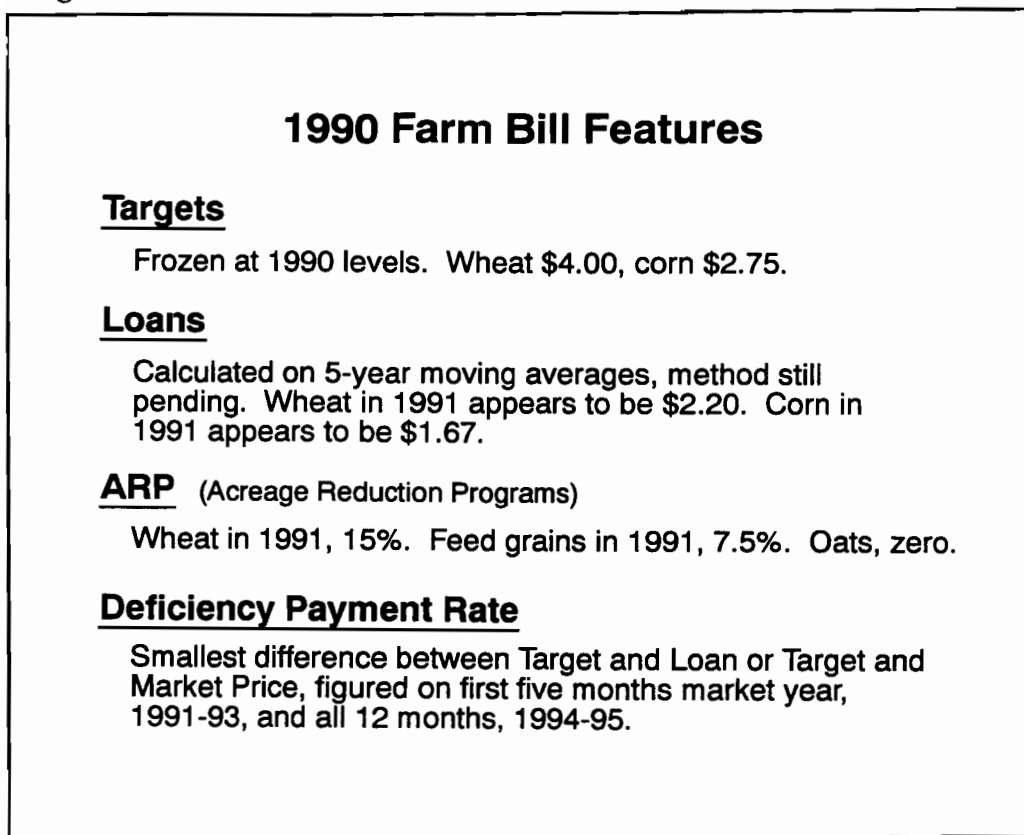 1990 Farm Bill Features
Targets
Frozen at 1990 levels. Wheat $4.00, corn $2.75.
Loans
Calculated on 5-year moving averages, method still
pending. Wheat in 1991 appears to be $2.20. Corn in
1991 appears to be $1.67.
ARP (Acreage Reduction Programs)
Wheat in 1991, 15%. Feed grains in 1991, 7.5%. Oats, zero.
Deficiency Payment Rate
Smallest difference between Target and Loan or Target and
Market Price, figured on first five months market year,
1991-93, and all 12 months, 1994-95.